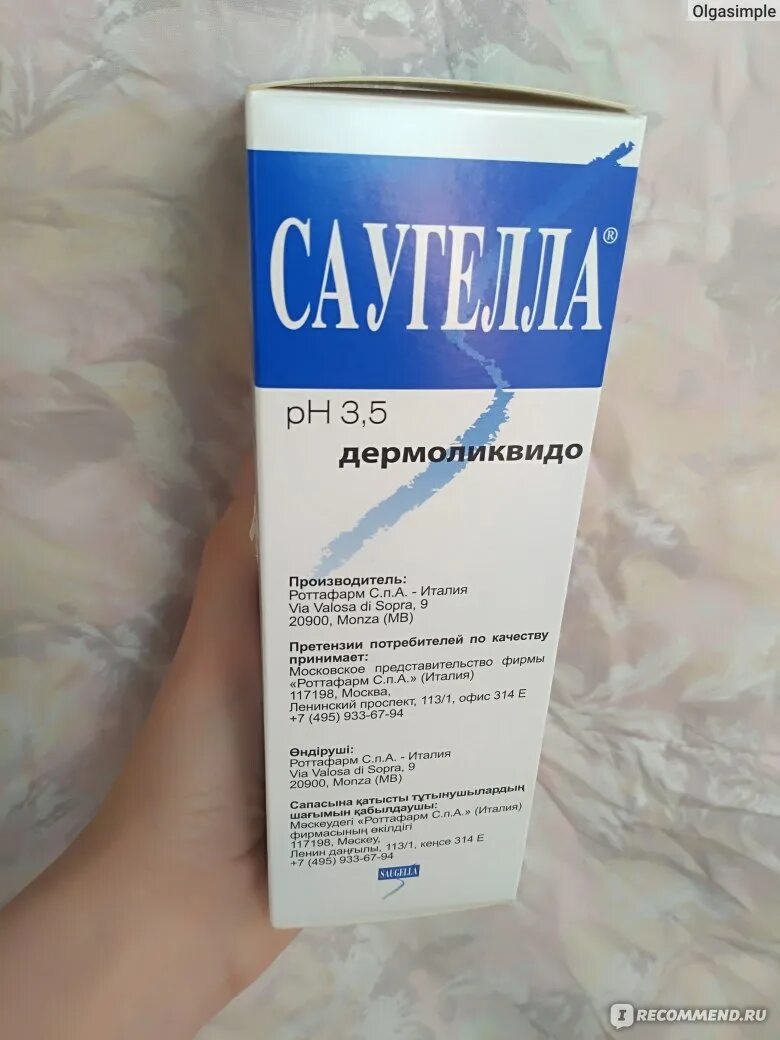 Olgasimple
САУГЕЛЛА®
pH 3,5
дермоликвидо
Производитель:
Роттафарм С.п.А. - Италия
Via Valosa di Sopra, 9
20900, Monza (MB)
Претензии потребителей по качеству
принимает:
Московское представительство фирмы
«Роттафарм С.п.А.» (Италия)
117198, Москва,
Ленинский проспект, 113/1, офис 314 Е
+7 (495) 933-67-94
Өндіруші:
Роттафарм С.п.А. - Италия
Via Valosa di Sopra, 9
20900, Monza (MB)
Сапасына қатысты тұтынушылардың
шағымын қабылдаушы:
Мәскеудегі «Роттафарм С.п.А.» (Италия)
фирмасының өкілдігі
117198, Мәскеу,
Ленин даңғылы, 113/1, кеңсе 314 Е
+7 (495) 933-67-94
SAUGELLA
I RECOMMEND.RU